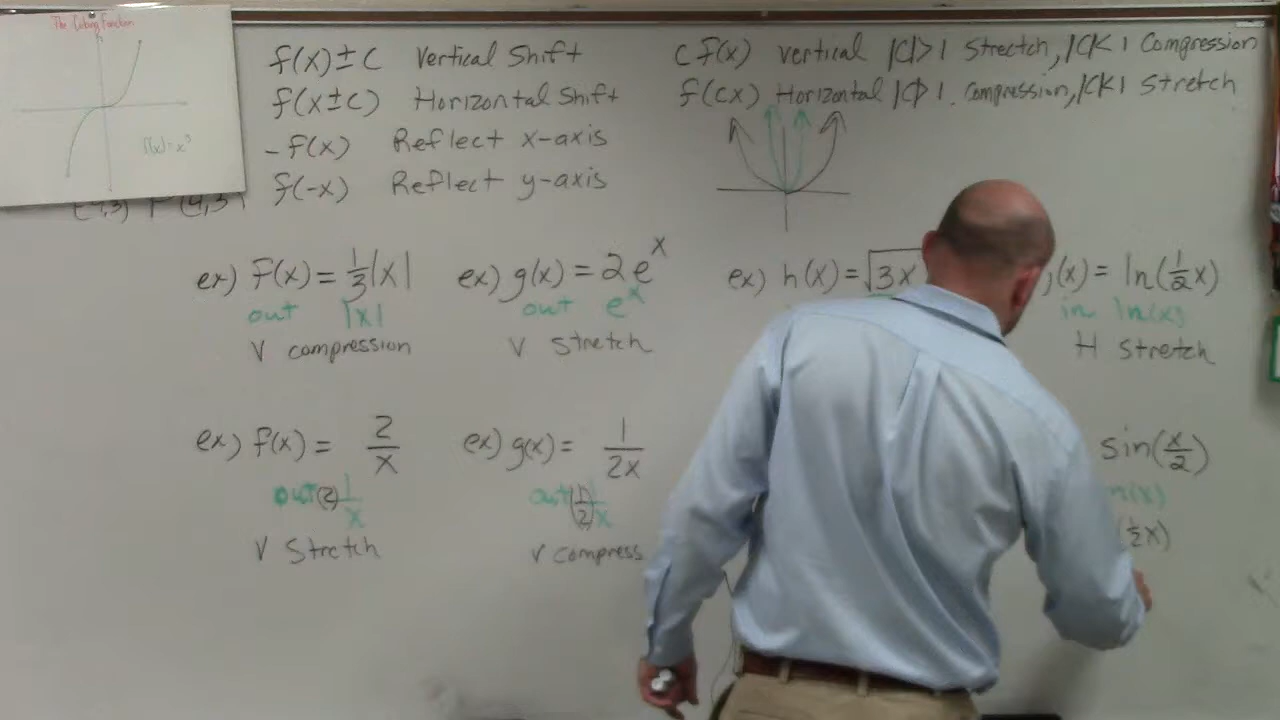 The Cubing Function
f(x) = x³
f(x) ± C Vertical Shift
f(x ± C) Horizontal Shift
-f(x) Reflect x-axis
f(-x) Reflect y-axis
C f(x) Vertical |C|>1 Stretch, |C|<1 Compression
f(Cx) Horizontal |C|>1 Compression, |C|<1 Stretch
ex) f(x) = 1/3|x|
out |x|
V compression
ex) g(x) = 2e^x
out e^x
V stretch
ex) h(x) = √3x
j(x) = ln(1/2x)
in ln(x)
H Stretch
ex) f(x) = 2/x
out (2) 1/x
V Stretch
ex) g(x) = 1/2x
out (1/2) 1/x
V compress
sin(x/2)
(1/2x)